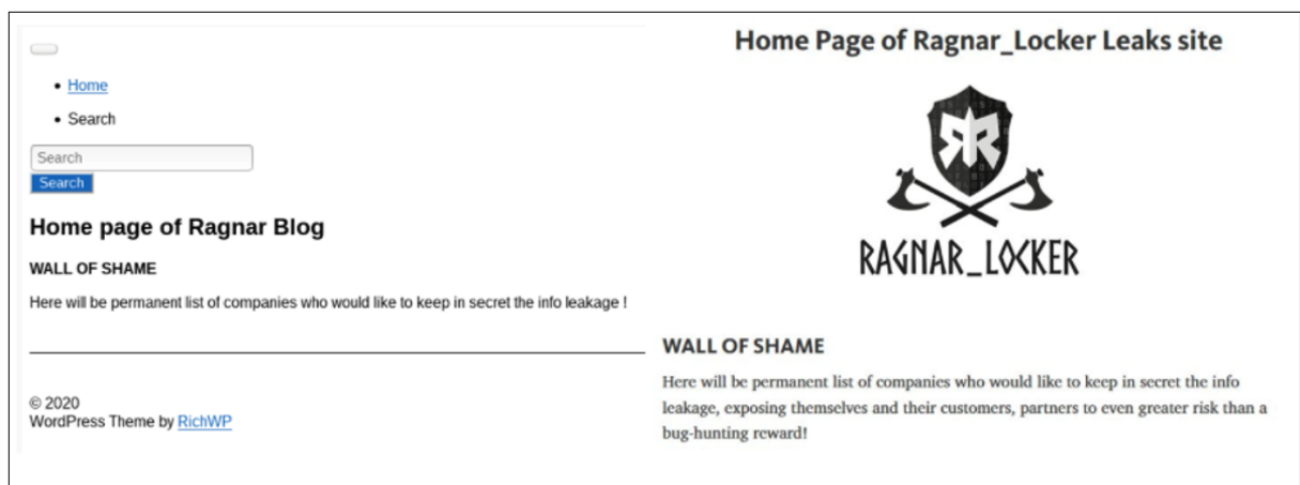 Home
Search
Search
Search
Home page of Ragnar Blog
WALL OF SHAME
Here will be permanent list of companies who would like to keep in secret the info leakage !
© 2020
WordPress Theme by RichWP
Home Page of Ragnar_Locker Leaks site
RAGNAR_LOCKER
WALL OF SHAME
Here will be permanent list of companies who would like to keep in secret the info
leakage, exposing themselves and their customers, partners to even greater risk than a
bug-hunting reward!